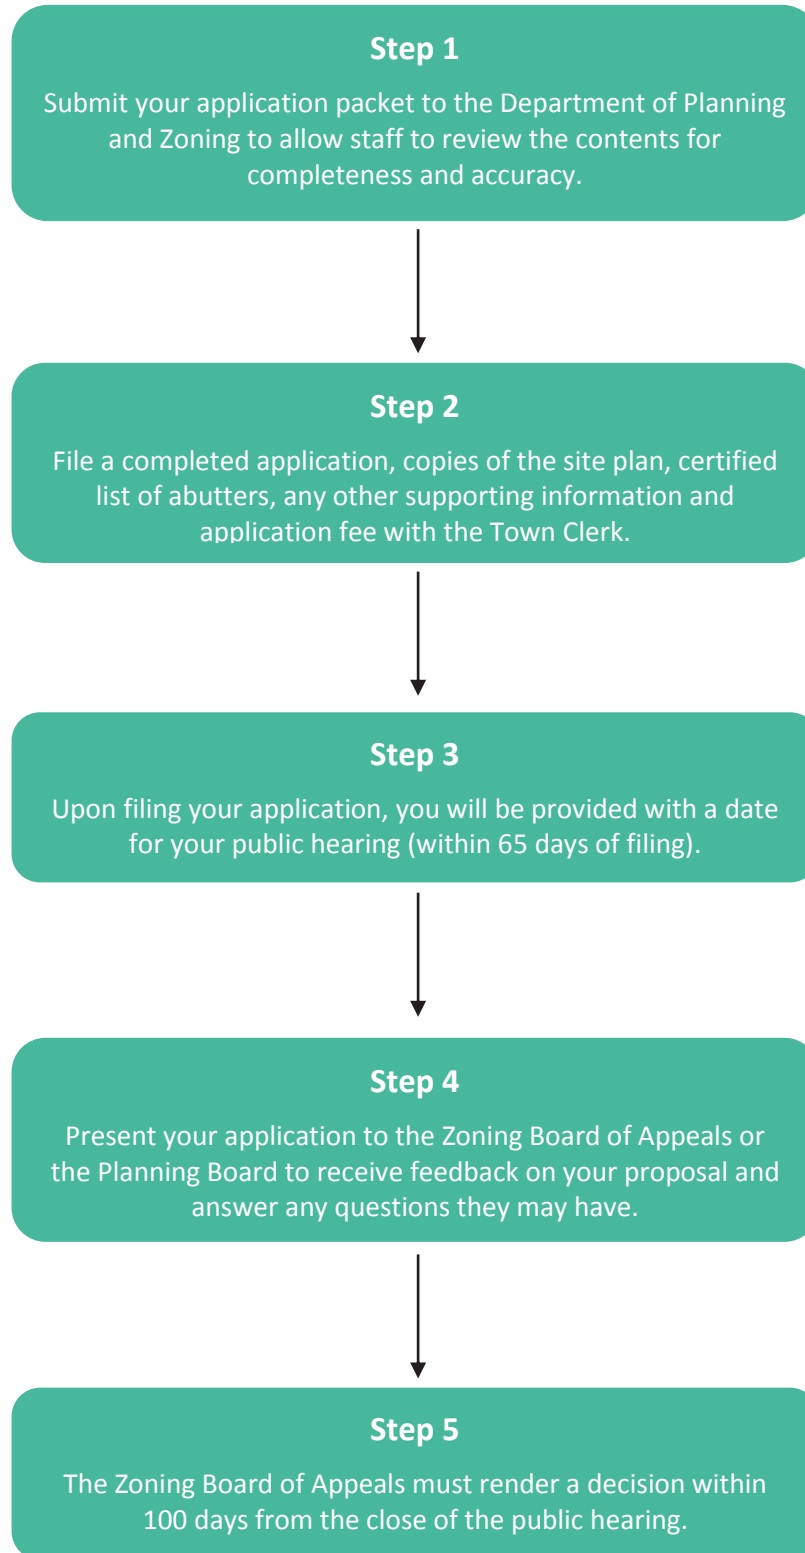 Step 1
Submit your application packet to the Department of Planning
and Zoning to allow staff to review the contents for
completeness and accuracy.
Step 2
File a completed application, copies of the site plan, certified
list of abutters, any other supporting information and
application fee with the Town Clerk.
Step 3
Upon filing your application, you will be provided with a date
for your public hearing (within 65 days of filing).
Step 4
Present your application to the Zoning Board of Appeals or
the Planning Board to receive feedback on your proposal and
answer any questions they may have.
Step 5
The Zoning Board of Appeals must render a decision within
100 days from the close of the public hearing.